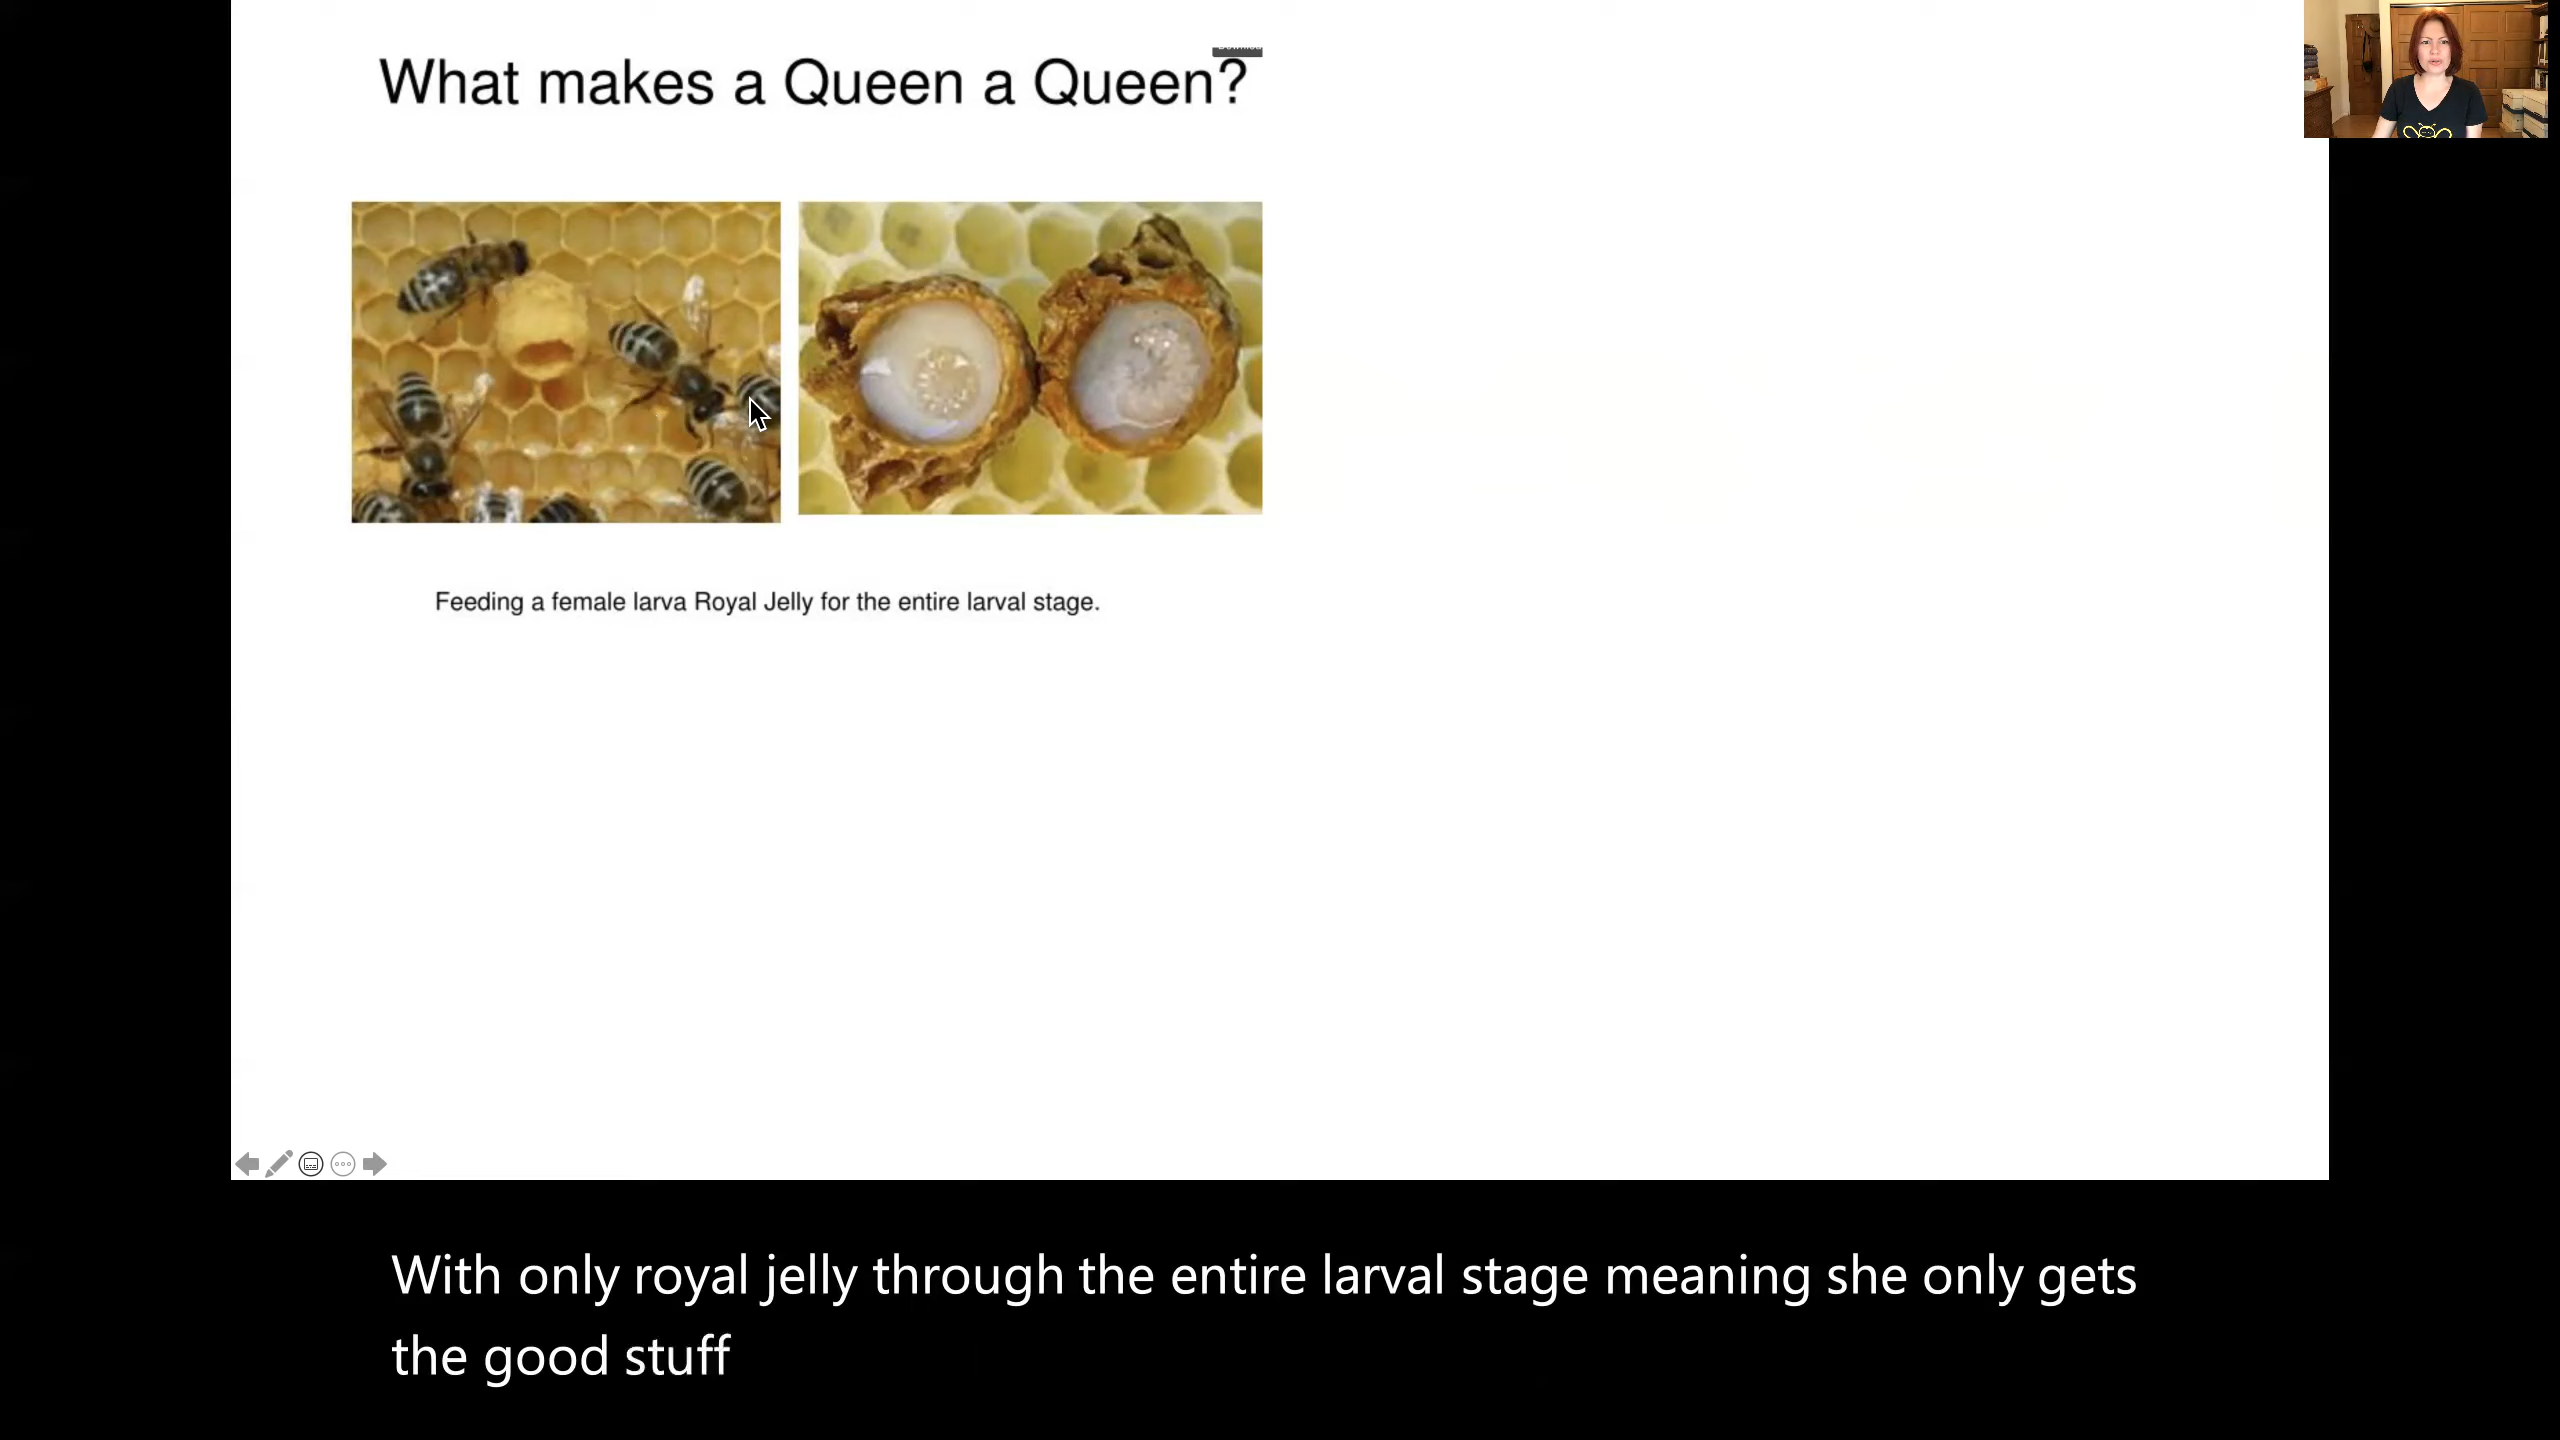 What makes a Queen a Queen?
Feeding a female larva Royal Jelly for the entire larval stage.
With only royal jelly through the entire larval stage meaning she only gets
the good stuff